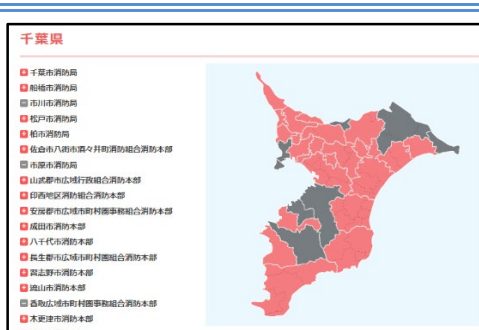 千葉県
千葉市消防局
船橋市消防局
市川市消防局
松戸市消防局
柏市消防局
佐倉市八街市酒々井町消防組合消防本部
市原市消防局
山武郡市広域行政組合消防本部
印西地区消防組合消防本部
安房郡市広域市町村圏事務組合消防本部
成田市消防本部
八千代市消防本部
長生郡市広域市町村圏組合消防本部
習志野市消防本部
流山市消防本部
香取広域市町村圏事務組合消防本部
木更津市消防本部